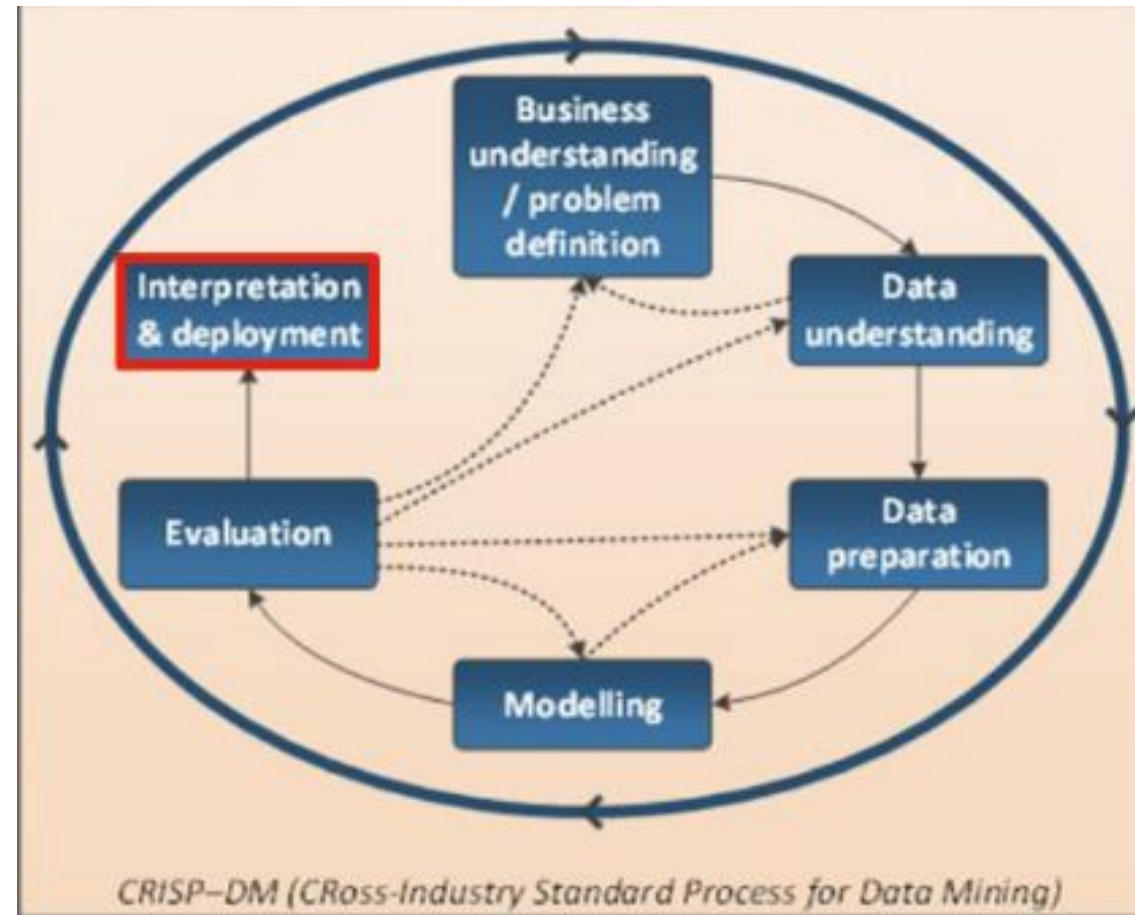 Business
understanding
/ problem
definition
Interpretation
& deployment
Data
understanding
Evaluation
Data
preparation
Modelling
CRISP–DM (CRoss-Industry Standard Process for Data Mining)